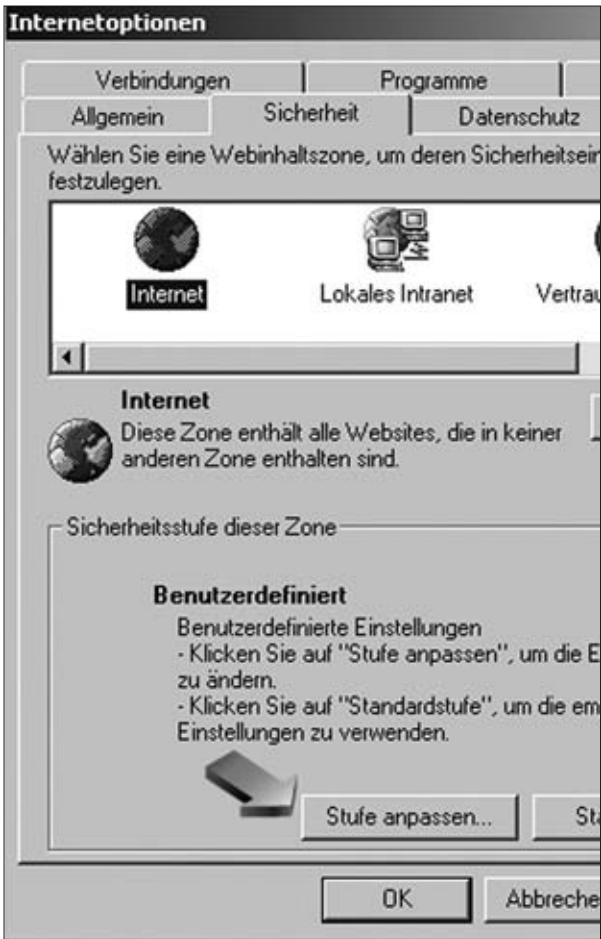 Internetoptionen
Verbindungen Programme
Allgemein Sicherheit Datenschutz
Wählen Sie eine Webinhaltszone, um deren Sicherheitsein
festzulegen.
Internet Lokales Intranet Vertrau
Internet
Diese Zone enthält alle Websites, die in keiner
anderen Zone enthalten sind.
Sicherheitsstufe dieser Zone
Benutzerdefiniert
Benutzerdefinierte Einstellungen
- Klicken Sie auf "Stufe anpassen", um die E
zu ändern.
- Klicken Sie auf "Standardstufe", um die em
Einstellungen zu verwenden.
Stufe anpassen... Sta
OK Abbreche